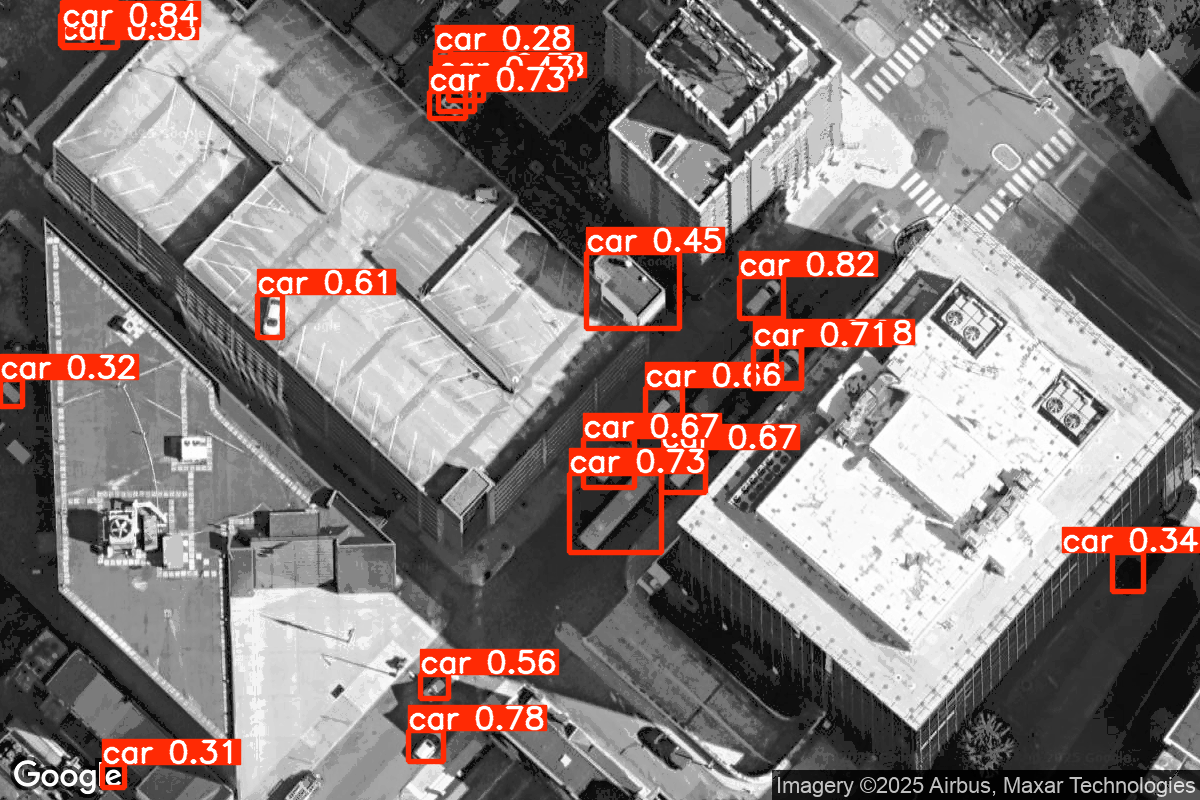 car 0.84
car 0.28
car 0.73
car 0.45
car 0.82
car 0.61
car 0.71
car 0.32
car 0.66
car 0.67
car 0.67
car 0.73
car 0.34
car 0.56
car 0.78
car 0.31
Google
Imagery ©2025 Airbus, Maxar Technologies